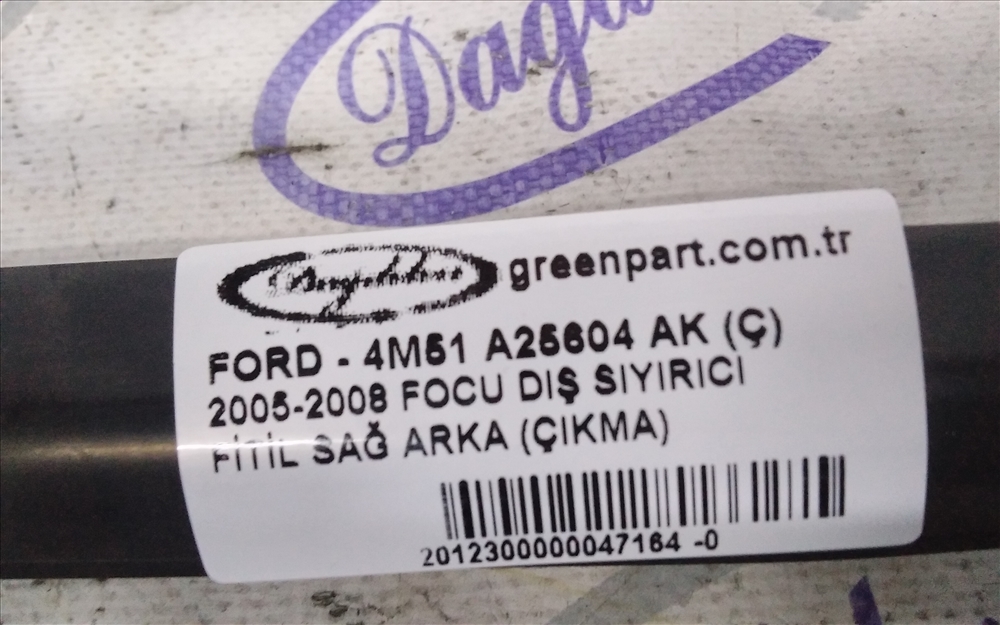 greenpart.com.tr
FORD - 4M51 A25604 AK (Ç)
2005-2008 FOCU DIŞ SIYIRICI
FİTİL SAĞ ARKA (ÇIKMA)
2012300000047164 -0